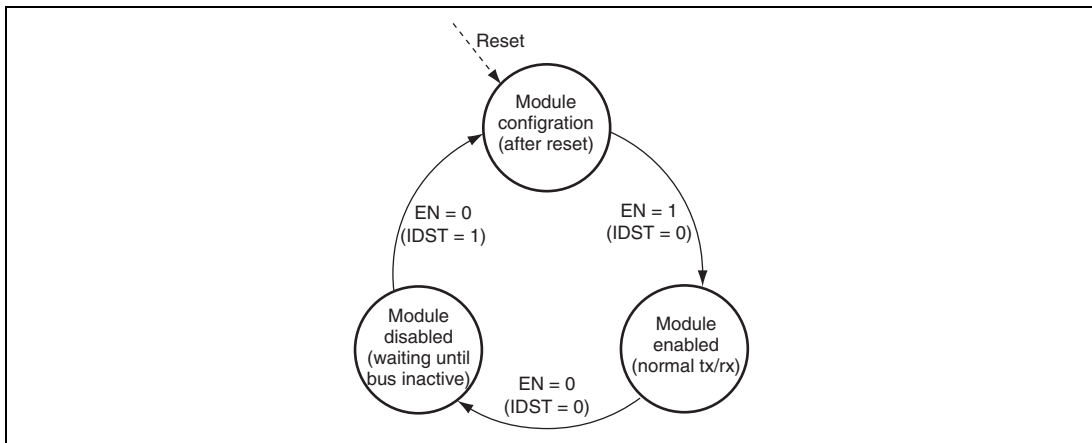 Reset
Module
configration
(after reset)
EN = 0
(IDST = 1)
EN = 1
(IDST = 0)
Module
disabled
(waiting until
bus inactive)
Module
enabled
(normal tx/rx)
EN = 0
(IDST = 0)